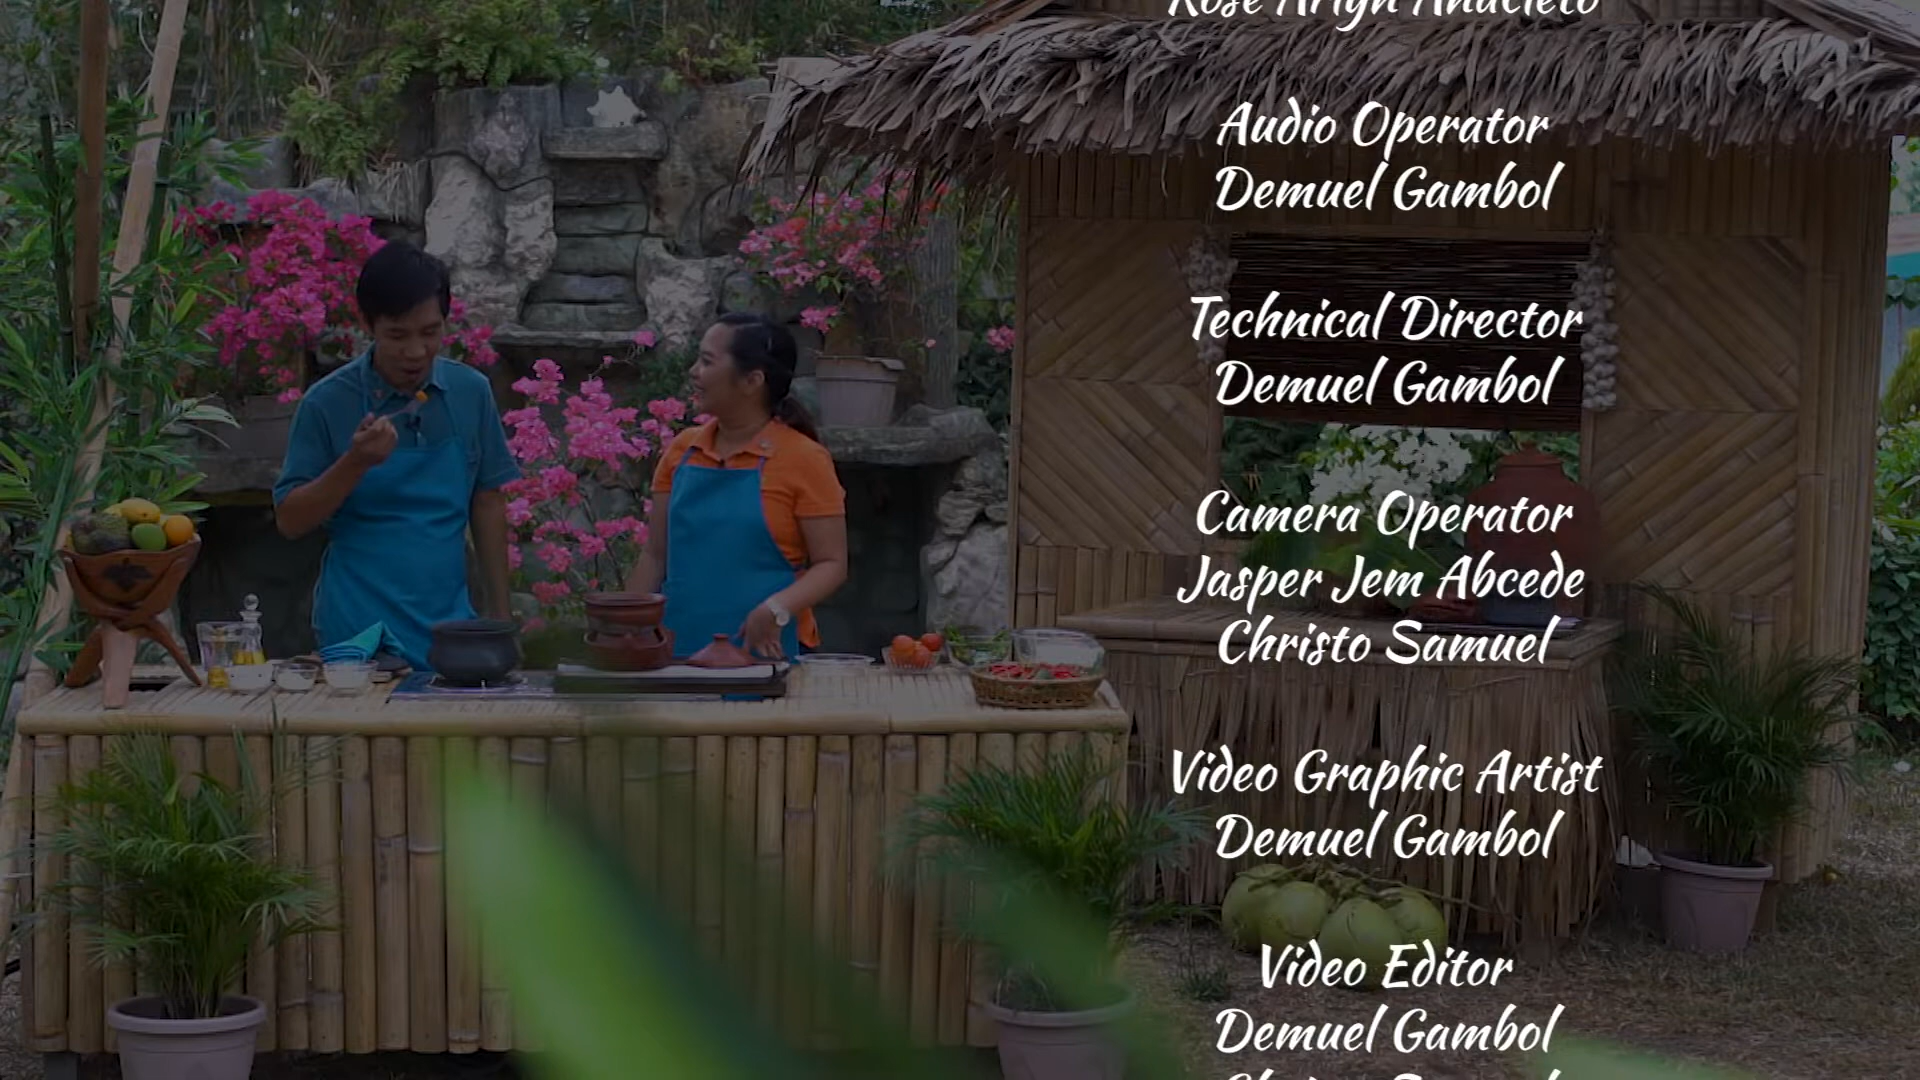 Audio Operator
Demuel Gambol
Technical Director
Demuel Gambol
Camera Operator
Jasper Jem Abcede
Christo Samuel
Video Graphic Artist
Demuel Gambol
Video Editor
Demuel Gambol